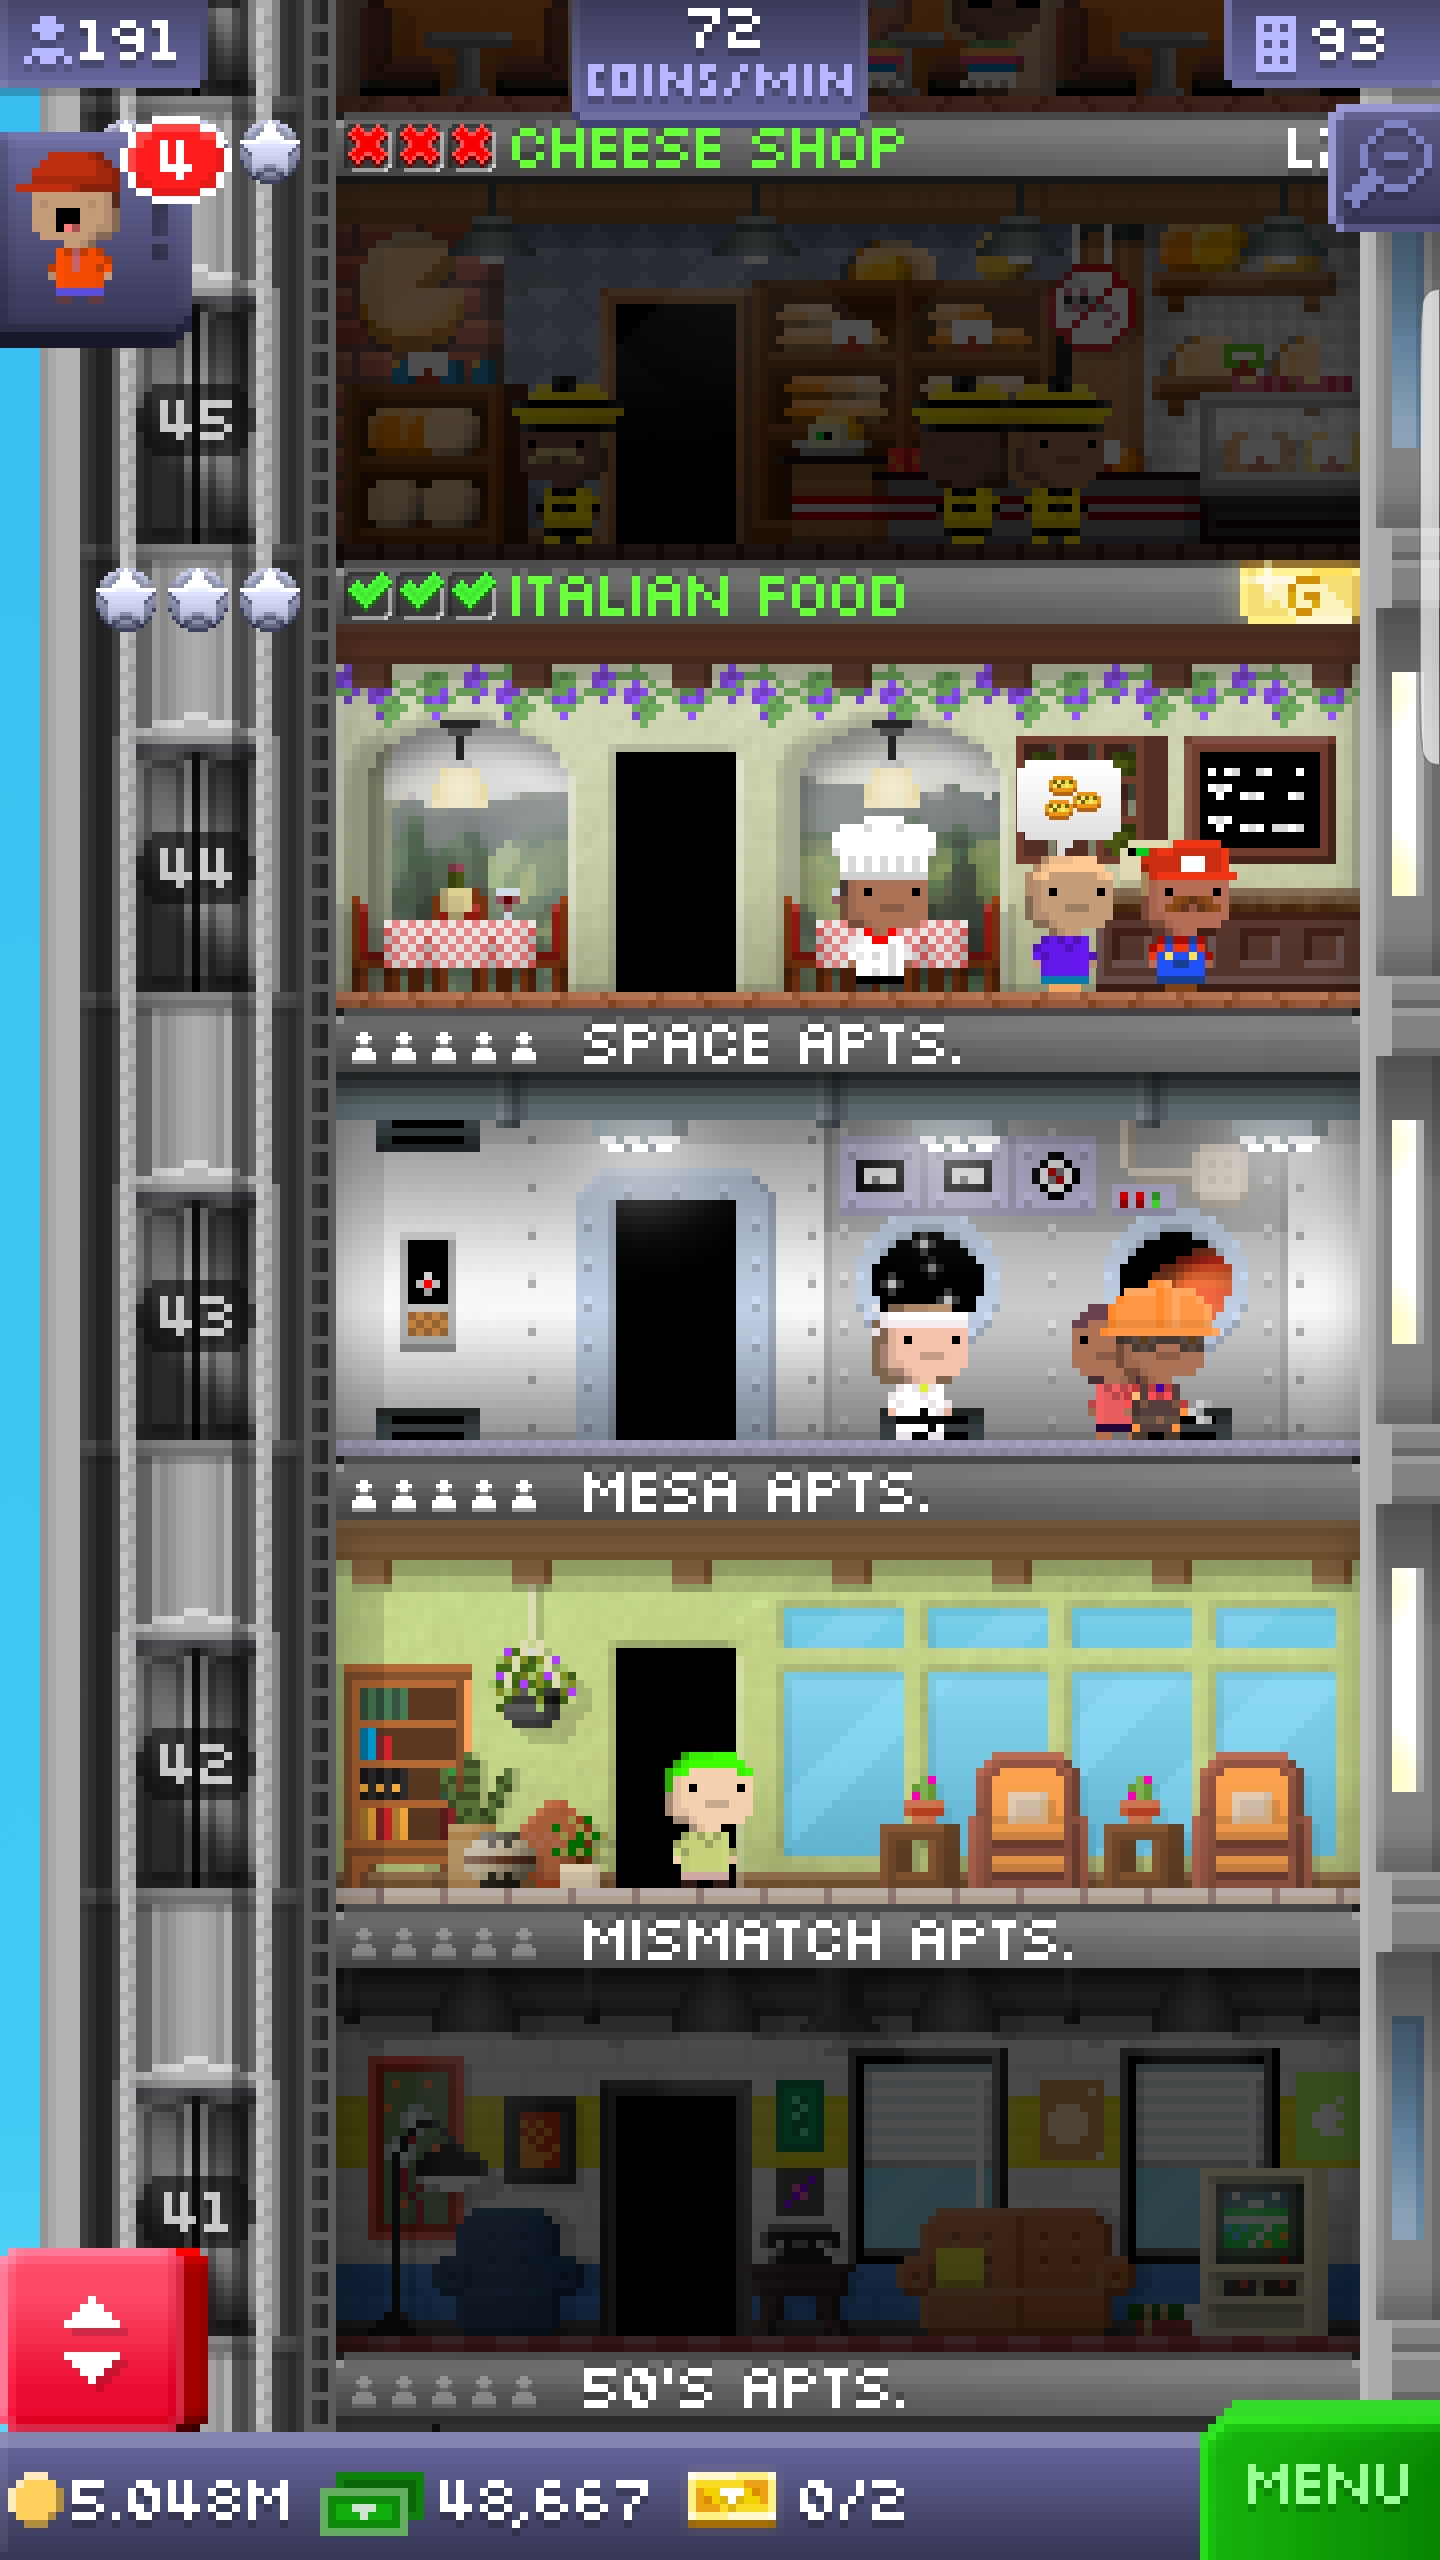 191
72
COINS/MIN
93
4
CHEESE SHOP
45
ITALIAN FOOD
G
44
SPACE APTS.
43
MESA APTS.
42
MISMATCH APTS.
41
50'S APTS.
5.048M
48,667
0/2
MENU